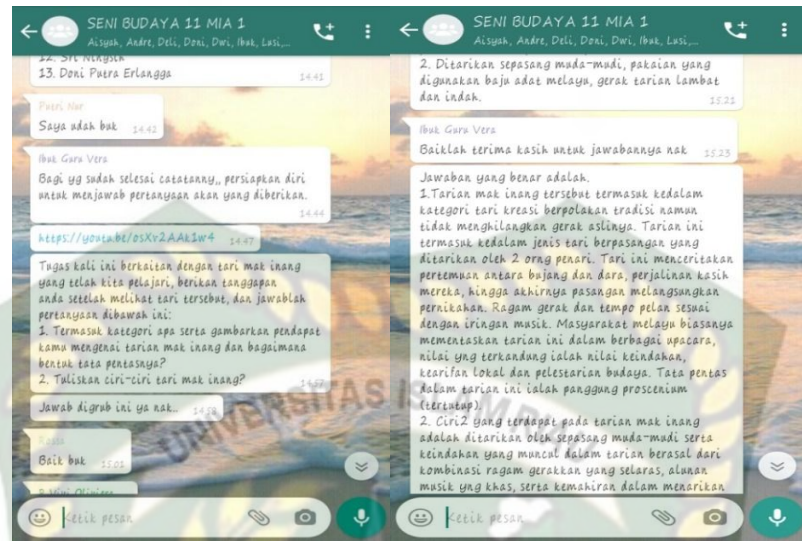 SENI BUDAYA 11 MIA 1
Aisyah, Andre, Deli, Doni, Dwi, Ibuk, Lusi,...
12. Sri Ningsih
13. Doni Putra Erlangga
14.41
Putri Nur
Saya udah buk 14.42
Ibuk Guru Vera
Bagi yg sudah selesai catatanny,, persiapkan diri
untuk menjawab pertanyaan akan yang diberikan.
14.44
https://youtu.be/osXv2AAk1w4 14.47
Tugas kali ini berkaitan dengan tari mak inang
yang telah kita pelajari, berikan tanggapan
anda setelah melihat tari tersebut, dan jawablah
pertanyaan dibawah ini:
1. Termasuk kategori apa serta gambarkan pendapat
kamu mengenai tarian mak inang dan bagaimana
bentuk tata pentasnya?
2. Tuliskan ciri-ciri tari mak inang?
14.57
Jawab digrub ini ya nak.. 14.58
Baik buk 15.01
Ketik pesan
SENI BUDAYA 11 MIA 1
Aisyah, Andre, Deli, Doni, Dwi, Ibuk, Lusi,...
2. Ditarikan sepasang muda-mudi, pakaian yang
digunakan baju adat melayu, gerak tarian lambat
dan indah.
15.21
Ibuk Guru Vera
Baiklah terima kasih untuk jawabannya nak 15.23
Jawaban yang benar adalah.
1.Tarian mak inang tersebut termasuk kedalam
kategori tari kreasi berpolakan tradisi namun
tidak menghilangkan gerak aslinya. Tarian ini
termasuk kedalam jenis tari berpasangan yang
ditarikan oleh 2 orng penari. Tari ini menceritakan
pertemuan antara bujang dan dara, perjalinan kasih
mereka, hingga akhirnya pasangan melangsungkan
pernikahan. Ragam gerak dan tempo pelan sesuai
dengan iringan musik. Masyarakat melayu biasanya
mementaskan tarian ini dalam berbagai upacara,
nilai yng terkandung ialah nilai keindahan,
kearifan lokal dan pelestarian budaya. Tata pentas
dalam tarian ini ialah panggung proscenium
(tertutup).
2. Ciri2 yang terdapat pada tarian mak inang
adalah ditarikan oleh sepasang muda-mudi serta
keindahan yang muncul dalam tarian berasal dari
kombinasi ragam gerakkan yang selaras, alunan
musik yng khas, serta kemahiran dalam menarikan
Ketik pesan
UNIVERSITAS ISLAM RIAU